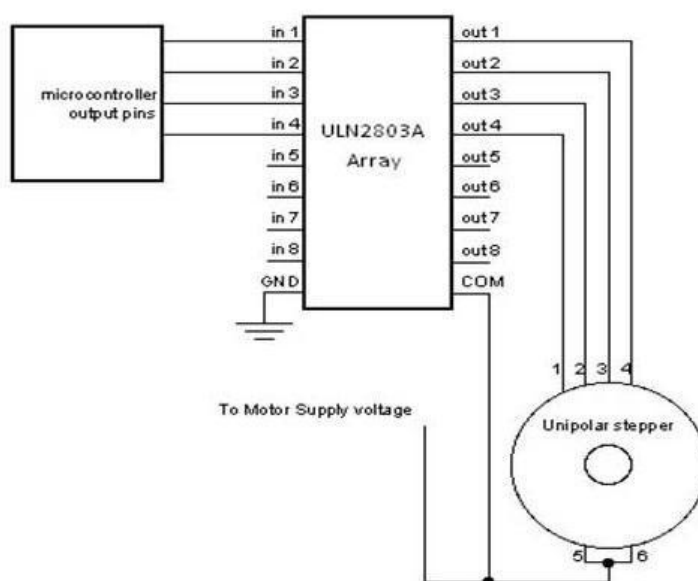 microcontroller
output pins
in 1
in 2
in 3
in 4
in 5
in 6
in 7
in 8
GND
ULN2803A
Array
out 1
out 2
out 3
out 4
out 5
out 6
out 7
out 8
COM
To Motor Supply voltage
1 2 3 4
Unipolar stepper
5 6